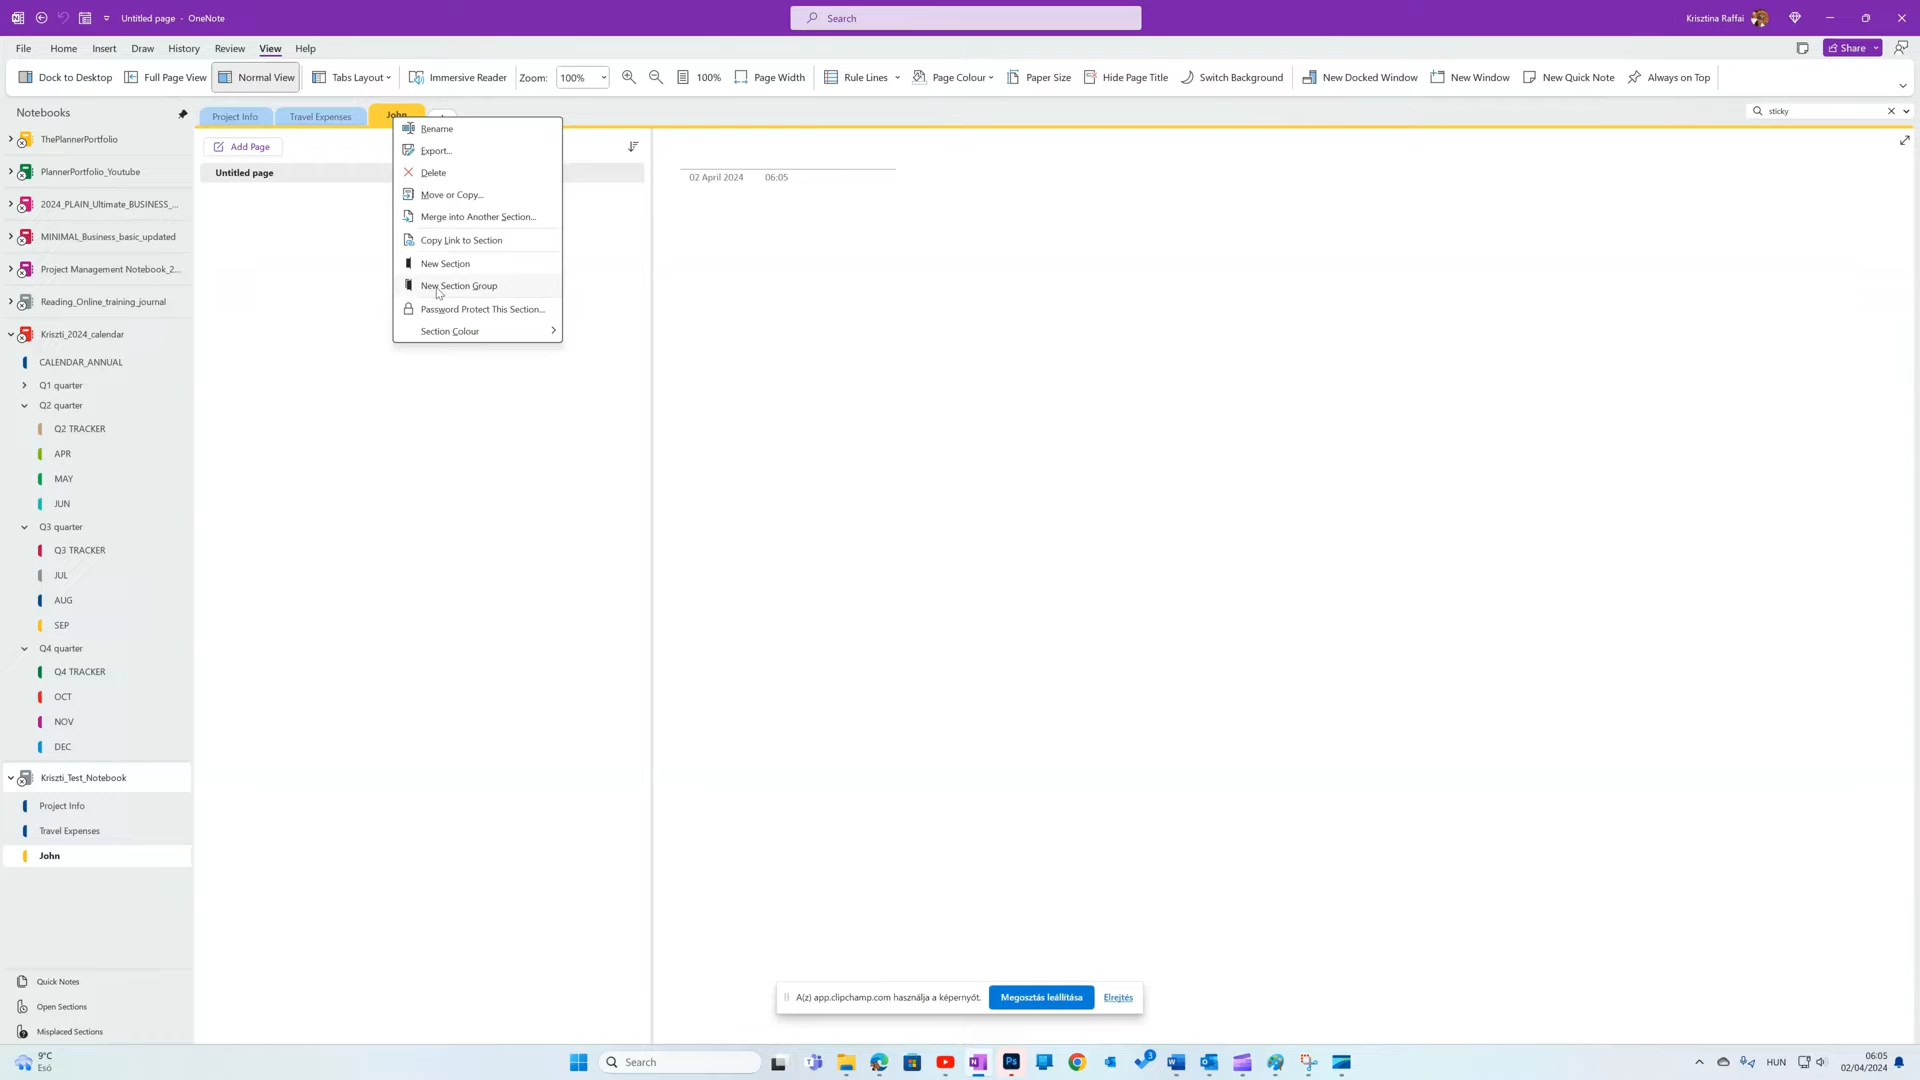 Untitled page - OneNote
Search
Krisztina Raffai
File Home Insert Draw History Review View Help
Share
Dock to Desktop Full Page View Normal View Tabs Layout Immersive Reader Zoom: 100% 100% Page Width Rule Lines Page Colour Paper Size Hide Page Title Switch Background New Docked Window New Window New Quick Note Always on Top
Notebooks
Project Info Travel Expenses John
sticky
ThePlannerPortfolio
PlannerPortfolio_Youtube
2024_PLAIN_Ultimate_BUSINESS_...
MINIMAL_Business_basic_updated
Project Management Notebook_2...
Reading_Online_training_journal
Kriszti_2024_calendar
CALENDAR_ANNUAL
Q1 quarter
Q2 quarter
Q2 TRACKER
APR
MAY
JUN
Q3 quarter
Q3 TRACKER
JUL
AUG
SEP
Q4 quarter
Q4 TRACKER
OCT
NOV
DEC
Kriszti_Test_Notebook
Project Info
Travel Expenses
John
Quick Notes
Open Sections
Misplaced Sections
Add Page
Untitled page
Rename
Export...
Delete
Move or Copy...
Merge into Another Section...
Copy Link to Section
New Section
New Section Group
Password Protect This Section...
Section Colour
02 April 2024 06:05
A(z) app.clipchamp.com használja a képernyőt. Megosztás leállítása Elrejtés
9°C
Eső
Search
Ps
3
HUN
06:05
02/04/2024